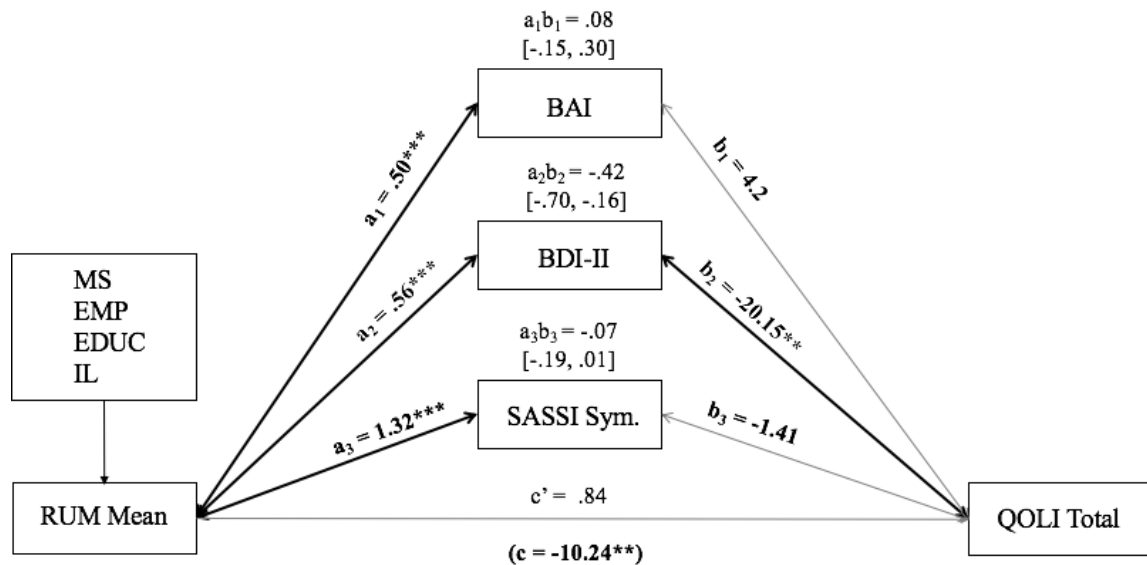 a₁b₁ = .08
[-.15, .30]
BAI
a₁ = .50***
b₁ = 4.2
a₂b₂ = -.42
[-.70, -.16]
BDI-II
a₂ = .56***
b₂ = -20.15**
MS
EMP
EDUC
IL
a₃b₃ = -.07
[-.19, .01]
SASSI Sym.
a₃ = 1.32***
b₃ = -1.41
RUM Mean
c’ = .84
(c = -10.24**)
QOLI Total